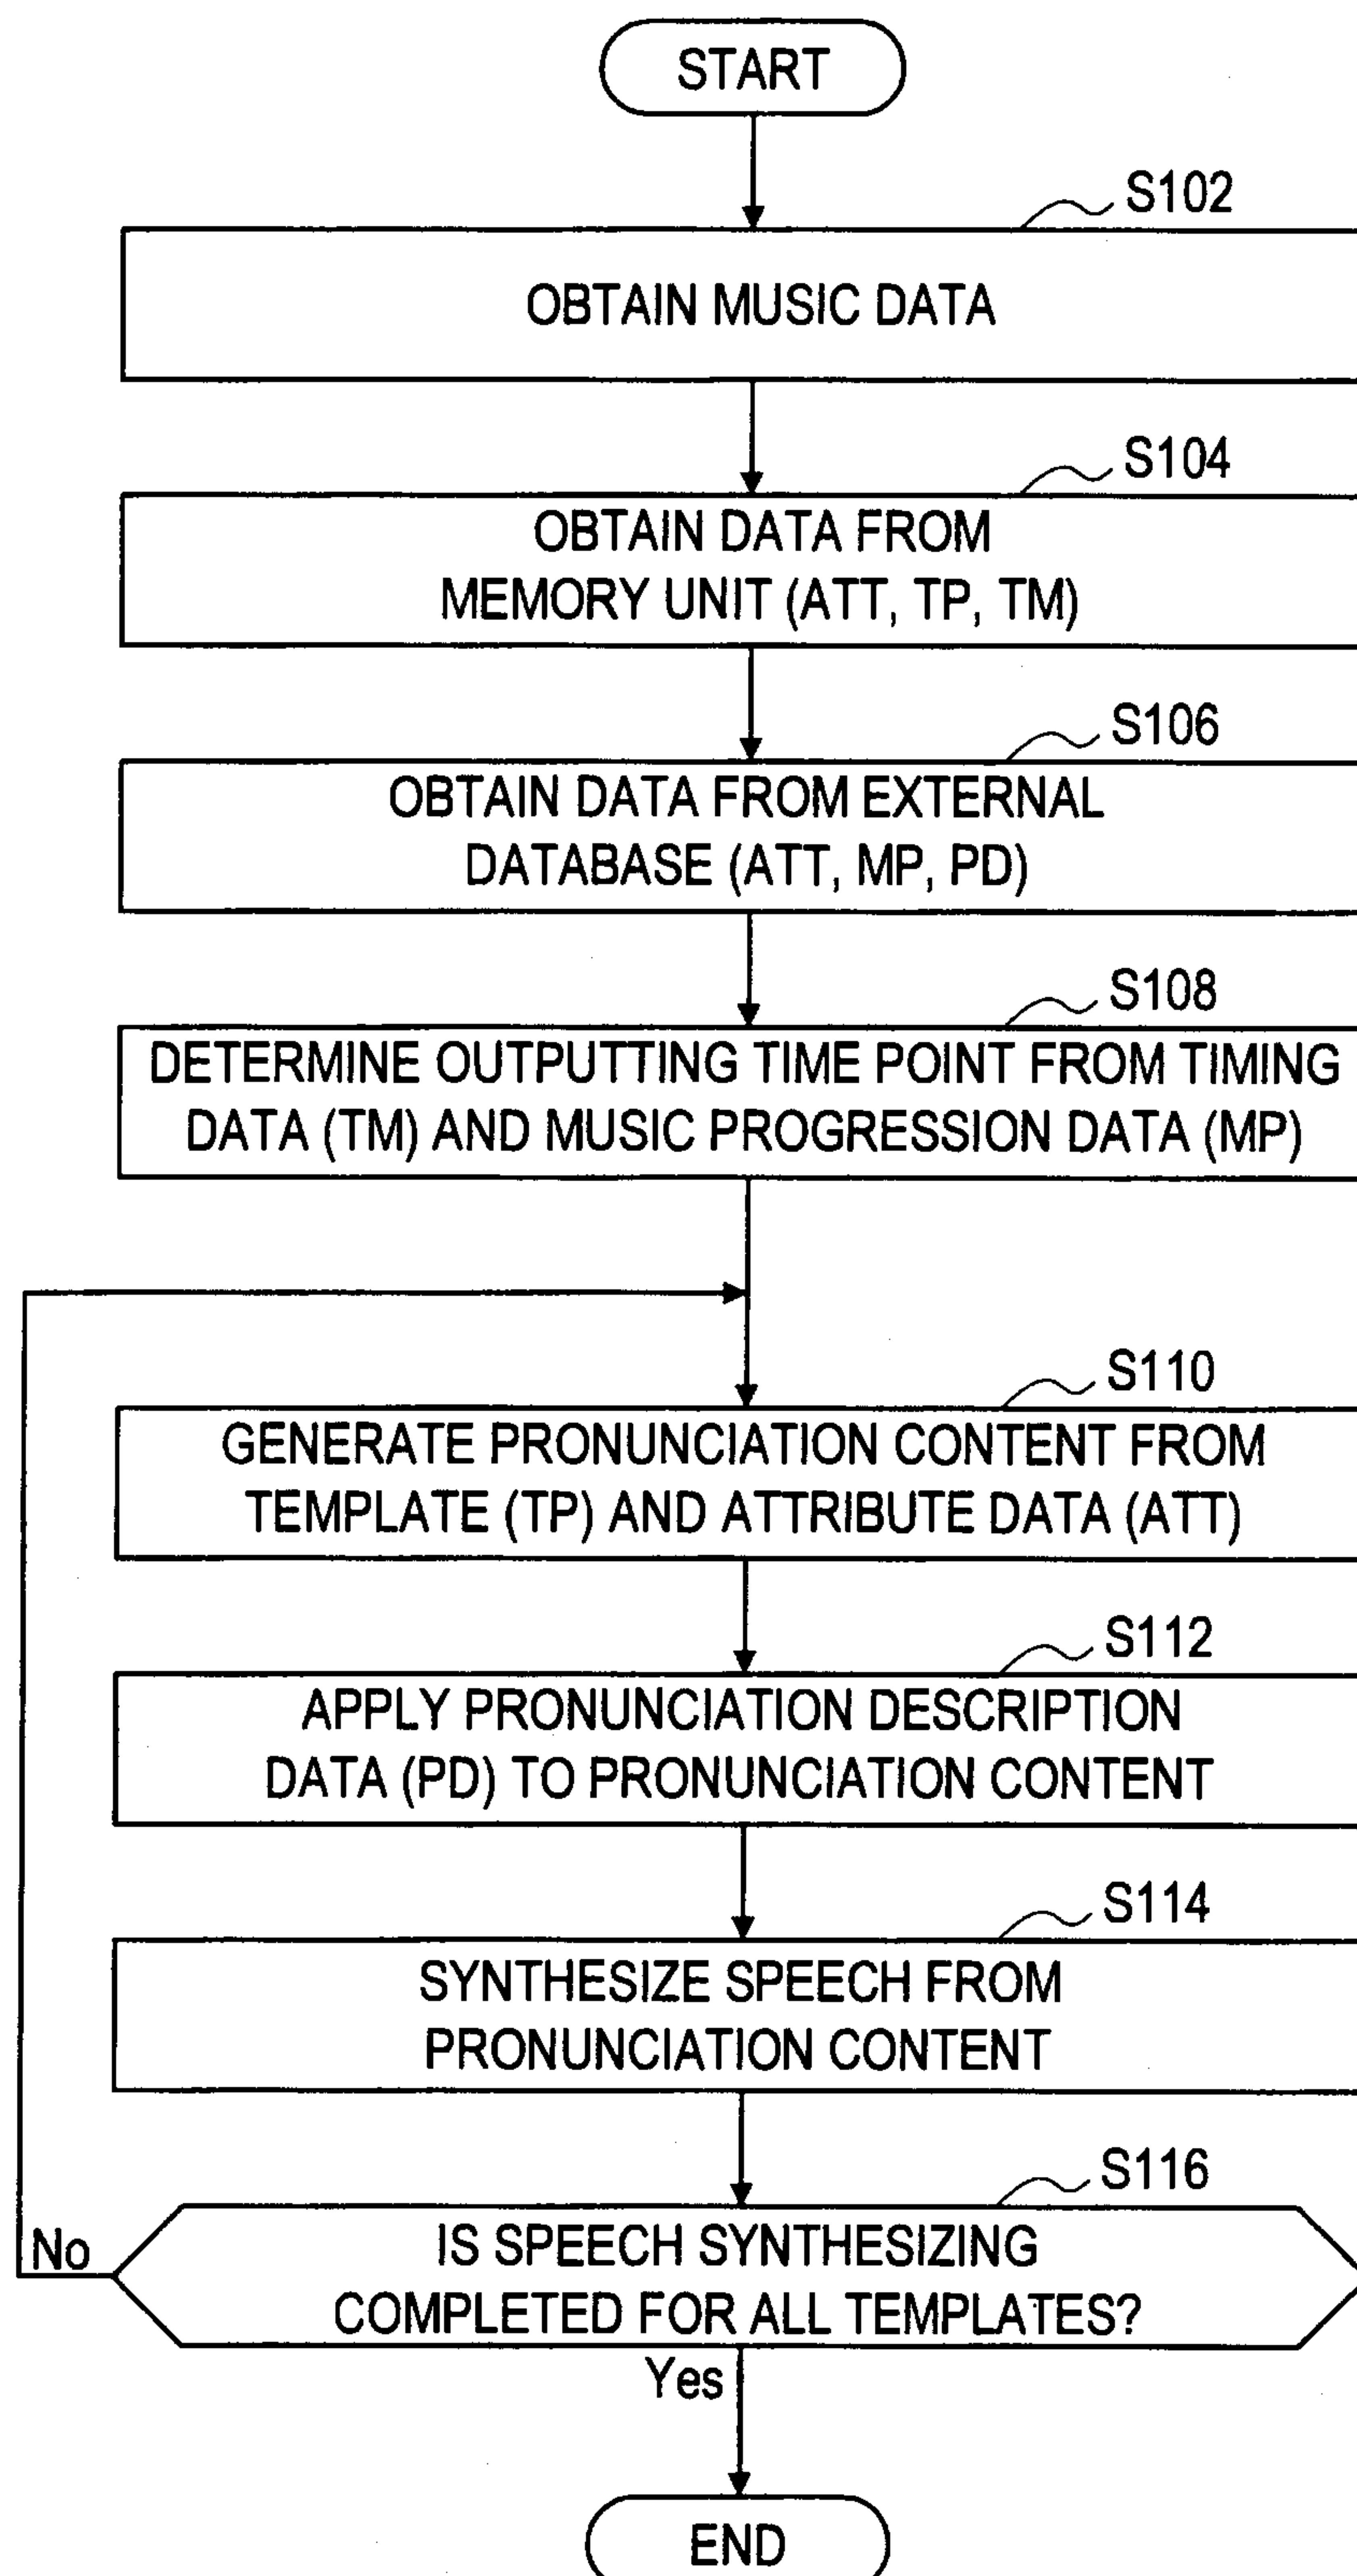 START
S102
OBTAIN MUSIC DATA
S104
OBTAIN DATA FROM
MEMORY UNIT (ATT, TP, TM)
S106
OBTAIN DATA FROM EXTERNAL
DATABASE (ATT, MP, PD)
S108
DETERMINE OUTPUTTING TIME POINT FROM TIMING
DATA (TM) AND MUSIC PROGRESSION DATA (MP)
S110
GENERATE PRONUNCIATION CONTENT FROM
TEMPLATE (TP) AND ATTRIBUTE DATA (ATT)
S112
APPLY PRONUNCIATION DESCRIPTION
DATA (PD) TO PRONUNCIATION CONTENT
S114
SYNTHESIZE SPEECH FROM
PRONUNCIATION CONTENT
S116
No
IS SPEECH SYNTHESIZING
COMPLETED FOR ALL TEMPLATES?
Yes
END